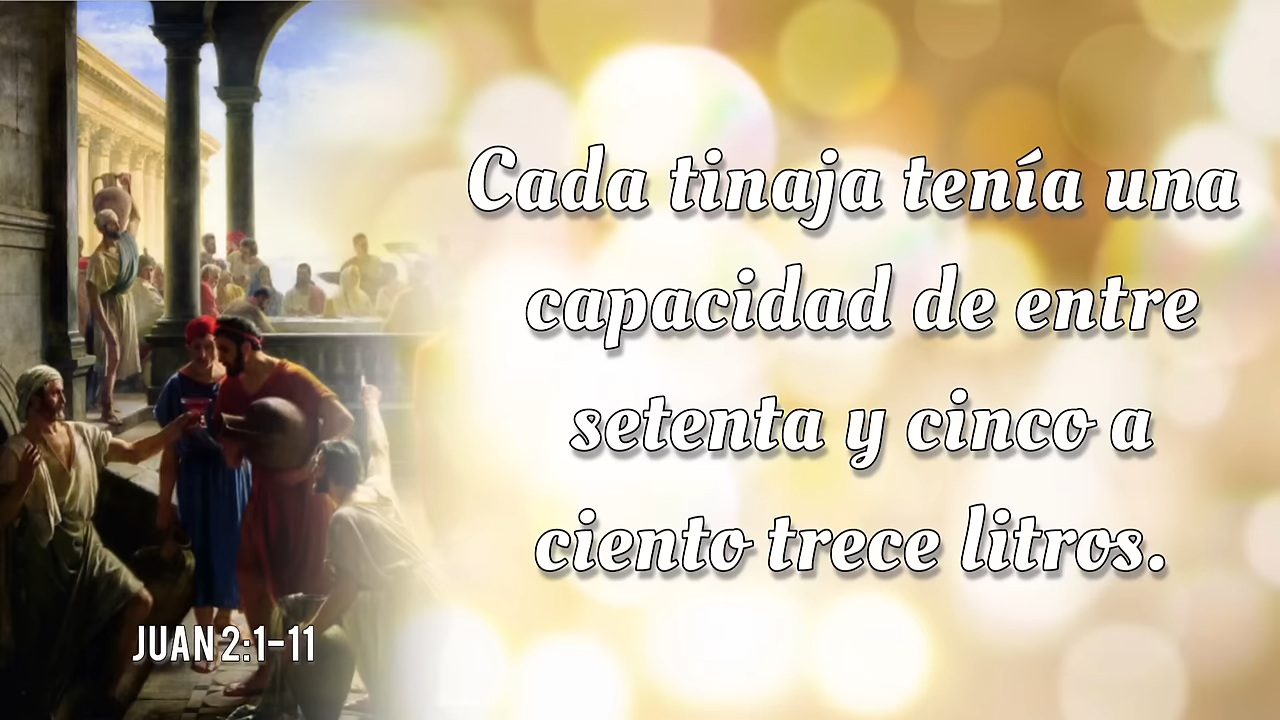 Cada tinaja tenía una
capacidad de entre
setenta y cinco a
ciento trece litros.
JUAN 2:1-11